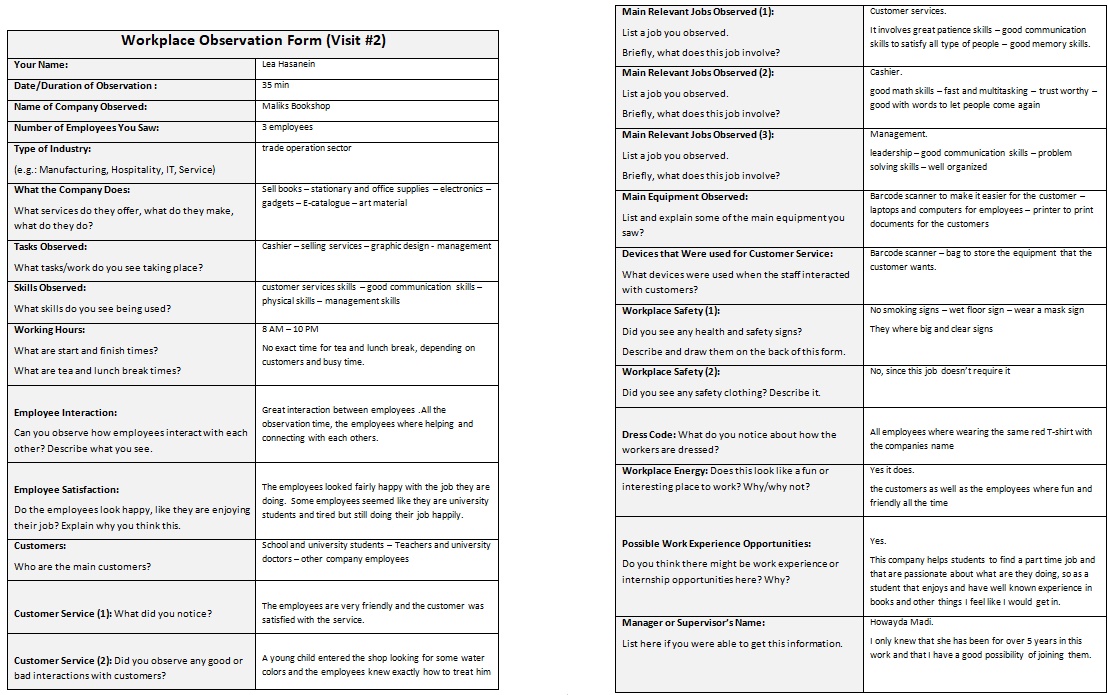 Workplace Observation Form (Visit #2)
Your Name:
Lea Hasanein
Date/Duration of Observation :
35 min
Name of Company Observed:
Maliks Bookshop
Number of Employees You Saw:
3 employees
Type of Industry:
(e.g.: Manufacturing, Hospitality, IT, Service)
trade operation sector
What the Company Does:
What services do they offer, what do they make,
what do they do?
Sell books – stationary and office supplies – electronics –
gadgets – E-catalogue – art material
Tasks Observed:
What tasks/work do you see taking place?
Cashier – selling services – graphic design - management
Skills Observed:
What skills do you see being used?
customer services skills – good communication skills –
physical skills – management skills
Working Hours:
What are start and finish times?
What are tea and lunch break times?
8 AM – 10 PM
No exact time for tea and lunch break, depending on
customers and busy time.
Employee Interaction:
Can you observe how employees interact with each
other? Describe what you see.
Great interaction between employees .All the
observation time, the employees where helping and
connecting with each others.
Employee Satisfaction:
Do the employees look happy, like they are enjoying
their job? Explain why you think this.
The employees looked fairly happy with the job they are
doing. Some employees seemed like they are university
students and tired but still doing their job happily.
Customers:
Who are the main customers?
School and university students – Teachers and university
doctors – other company employees
Customer Service (1): What did you notice?
The employees are very friendly and the customer was
satisfied with the service.
Customer Service (2): Did you observe any good or
bad interactions with customers?
A young child entered the shop looking for some water
colors and the employees knew exactly how to treat him
Main Relevant Jobs Observed (1):
List a job you observed.
Briefly, what does this job involve?
Customer services.
It involves great patience skills – good communication
skills to satisfy all type of people – good memory skills.
Main Relevant Jobs Observed (2):
List a job you observed.
Briefly, what does this job involve?
Cashier.
good math skills – fast and multitasking – trust worthy –
good with words to let people come again
Main Relevant Jobs Observed (3):
List a job you observed.
Briefly, what does this job involve?
Management.
leadership – good communication skills – problem
solving skills – well organized
Main Equipment Observed:
List and explain some of the main equipment you
saw?
Barcode scanner to make it easier for the customer –
laptops and computers for employees – printer to print
documents for the customers
Devices that Were used for Customer Service:
What devices were used when the staff interacted
with customers?
Barcode scanner – bag to store the equipment that the
customer wants.
Workplace Safety (1):
Did you see any health and safety signs?
Describe and draw them on the back of this form.
No smoking signs – wet floor sign – wear a mask sign
They where big and clear signs
Workplace Safety (2):
Did you see any safety clothing? Describe it.
No, since this job doesn't require it
Dress Code: What do you notice about how the
workers are dressed?
All employees where wearing the same red T-shirt with
the companies name
Workplace Energy: Does this look like a fun or
interesting place to work? Why/why not?
Yes it does.
the customers as well as the employees where fun and
friendly all the time
Possible Work Experience Opportunities:
Do you think there might be work experience or
internship opportunities here? Why?
Yes.
This company helps students to find a part time job and
that are passionate about what are they doing, so as a
student that enjoys and have well known experience in
books and other things I feel like I would get in.
Manager or Supervisor's Name:
List here if you were able to get this information.
Howayda Madi.
I only knew that she has been for over 5 years in this
work and that I have a good possibility of joining them.